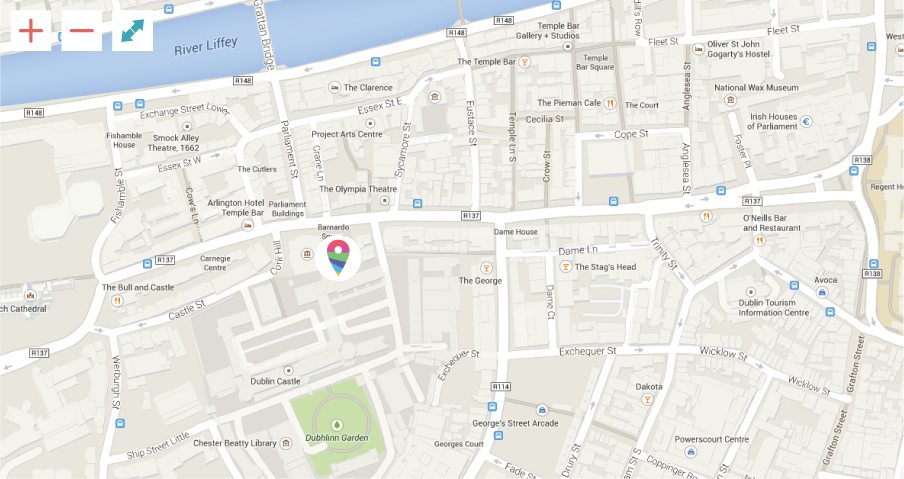 Grattan Bridge
River Liffey
R148
R148
R148
R148
Temple Bar
Gallery + Studios
Hill's Row
Fleet St
Fleet St
Oliver St John
Gogarty's Hostel
The Temple Bar
Temple
Bar Square
West
The Clarence
Essex St E
Exchange Street Lower
The Pieman Cafe
The Court
Anglesea St
National Wax Museum
Fishamble
House
Smock Alley
Theatre, 1662
Project Arts Centre
Eustace St
Cecilia St
Temple Ln S
Cope St
Irish Houses
of Parliament
Parliament St
Crane Ln
Sycamore St
Crow St
Foster Pl
Essex St W
The Cutlers
Anglesea St
R138
Fishamble St
Cow's Ln
The Olympia Theatre
Regent Ho
Arlington Hotel
Temple Bar
Parliament
Buildings
R137
R137
Barnardo
Cork Hill
Dame House
O'Neills Bar
and Restaurant
Trinity St
Dame Ln
R137
Carnegie
Centre
The Stag's Head
R138
The George
Avoca
The Bull and Castle
ch Cathedral
Castle St
Dame Ct
Dublin Tourism
Information Centre
R137
Exchequer St
Exchequer St
Wicklow St
Wicklow St
Grafton Street
Werburgh St
Dublin Castle
R114
Dakota
George's Street Arcade
Grafton Street
Dubhlinn Garden
Chester Beatty Library
Ship Street Little
Georges Court
Powerscourt Centre
Drury St
Fade St
Coppinger Ro